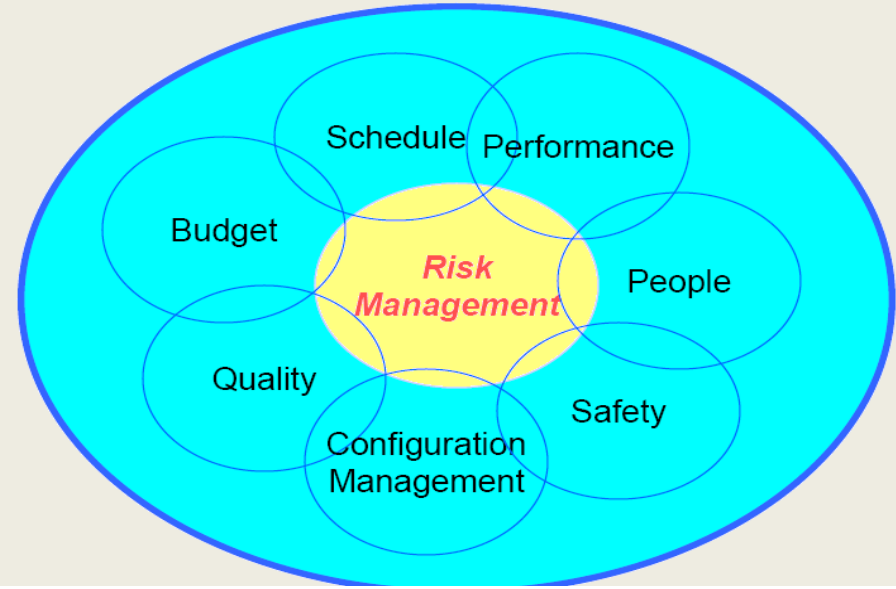 Schedule
Performance
Budget
Risk
Management
People
Quality
Safety
Configuration
Management